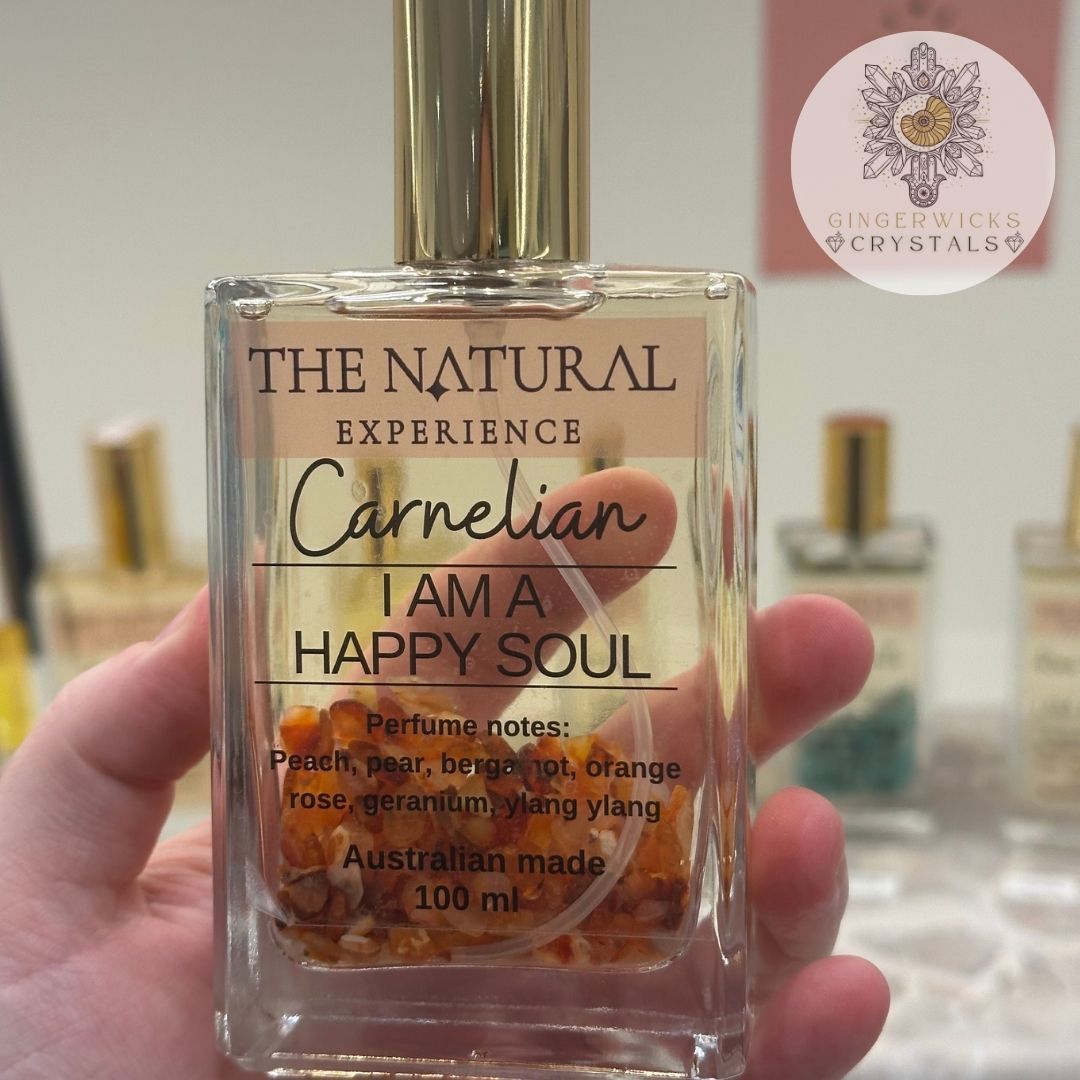 GINGERWICKS
CRYSTALS
THE NATURAL
EXPERIENCE
Carnelian
I AM A
HAPPY SOUL
Perfume notes:
Peach, pear, bergamot, orange
rose, geranium, ylang ylang
Australian made
100 ml